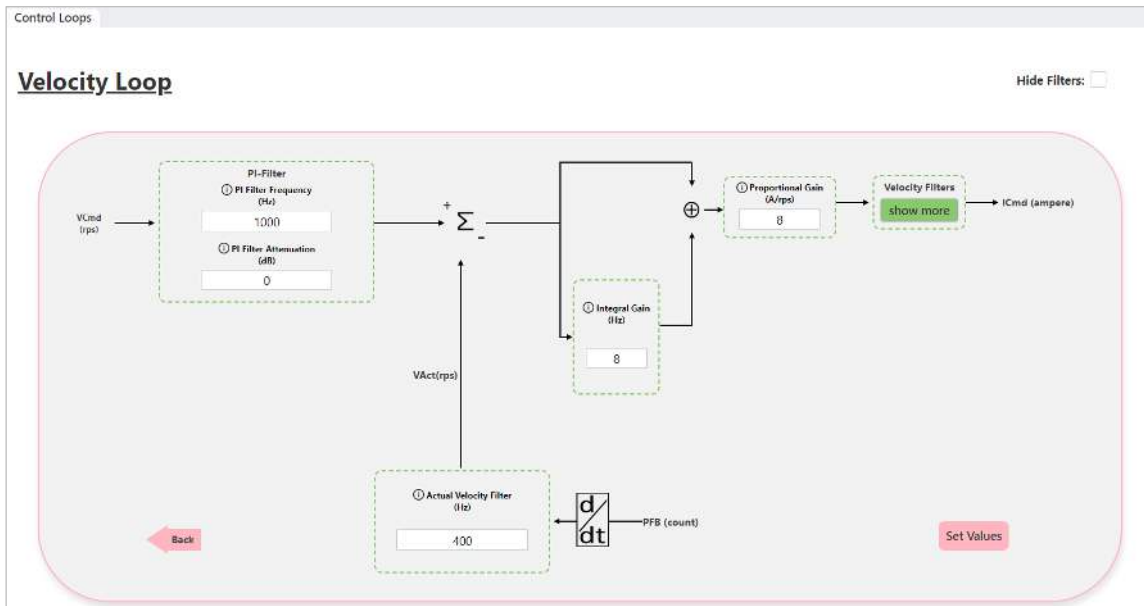 Control Loops
Velocity Loop
Hide Filters:
PI-Filter
ⓘ PI Filter Frequency
(Hz)
1000
ⓘ PI Filter Attenuation
(dB)
0
VCmd
(rps)
+
Σ
-
⊕
ⓘ Proportional Gain
(A/rps)
8
Velocity Filters
show more
ICmd (ampere)
ⓘ Integral Gain
(Hz)
8
VAct(rps)
ⓘ Actual Velocity Filter
(Hz)
400
d/dt
PFB (count)
Back
Set Values